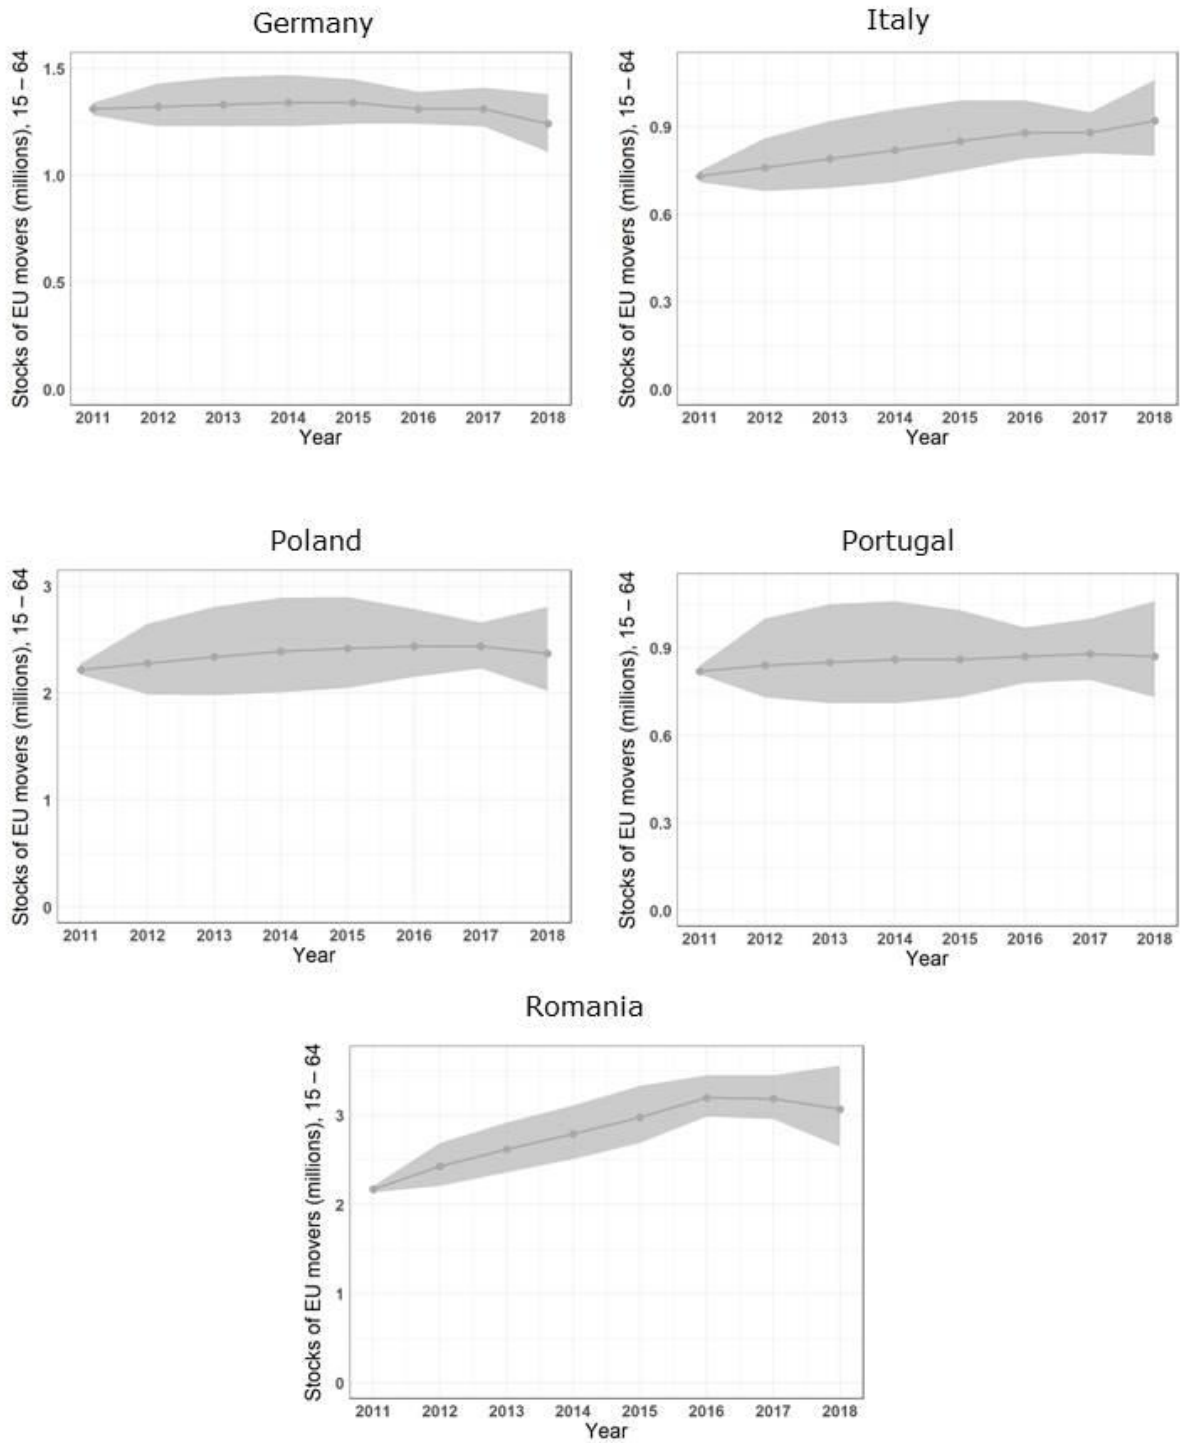 Germany
Stocks of EU movers (millions), 15 – 64
1.5
1.0
0.5
0.0
2011 2012 2013 2014 2015 2016 2017 2018
Year
Italy
Stocks of EU movers (millions), 15 – 64
0.9
0.6
0.3
0.0
2011 2012 2013 2014 2015 2016 2017 2018
Year
Poland
Stocks of EU movers (millions), 15 – 64
3
2
1
0
2011 2012 2013 2014 2015 2016 2017 2018
Year
Portugal
Stocks of EU movers (millions), 15 – 64
0.9
0.6
0.3
0.0
2011 2012 2013 2014 2015 2016 2017 2018
Year
Romania
Stocks of EU movers (millions), 15 – 64
3
2
1
0
2011 2012 2013 2014 2015 2016 2017 2018
Year